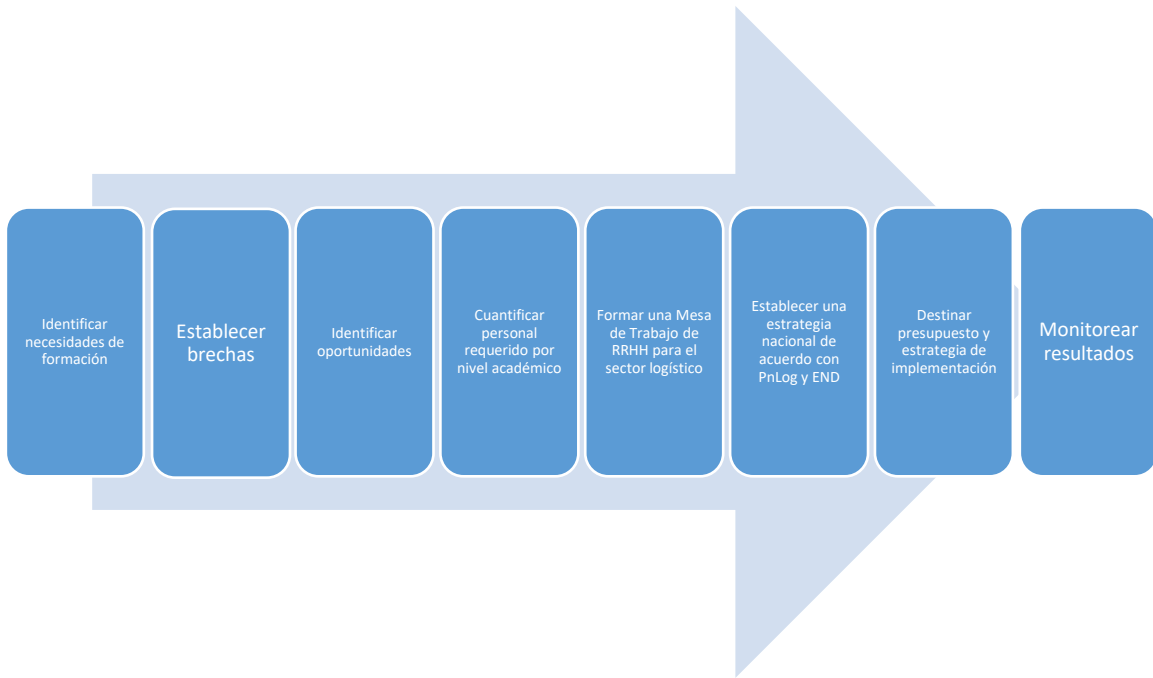 Identificar
necesidades de
formación
Establecer
brechas
Identificar
oportunidades
Cuantificar
personal
requerido por
nivel académico
Formar una Mesa
de Trabajo de
RRHH para el
sector logístico
Establecer una
estrategia
nacional de
acuerdo con
PnLog y END
Destinar
presupuesto y
estrategia de
implementación
Monitorear
resultados